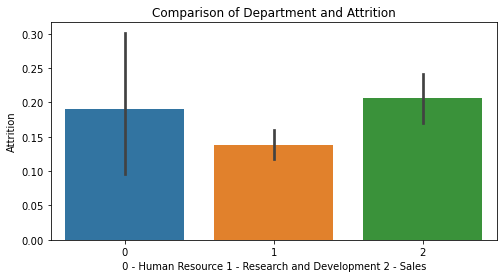 Comparison of Department and Attrition
0.30
0.25
0.20
0.15
0.10
0.05
0.00
Attrition
0 1 2
0 - Human Resource 1 - Research and Development 2 - Sales